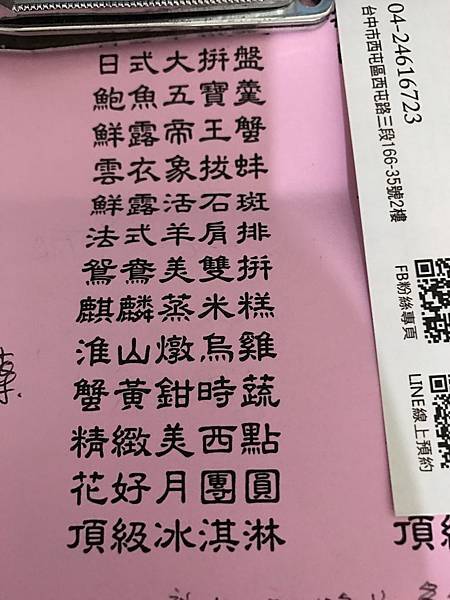 日式大拼盤
鮑魚五寶羹
鮮露帝王蟹
雲衣象拔蚌
鮮露活石斑
法式羊肩排
鴛鴦美雙拼
麒麟蒸米糕
淮山燉烏雞
蟹黃鉗時蔬
精緻美西點
花好月團圓
頂級冰淇淋
04-24616723
台中市西屯區西屯路三段166-35號2樓
FB粉絲專頁
LINE線上預約
頂